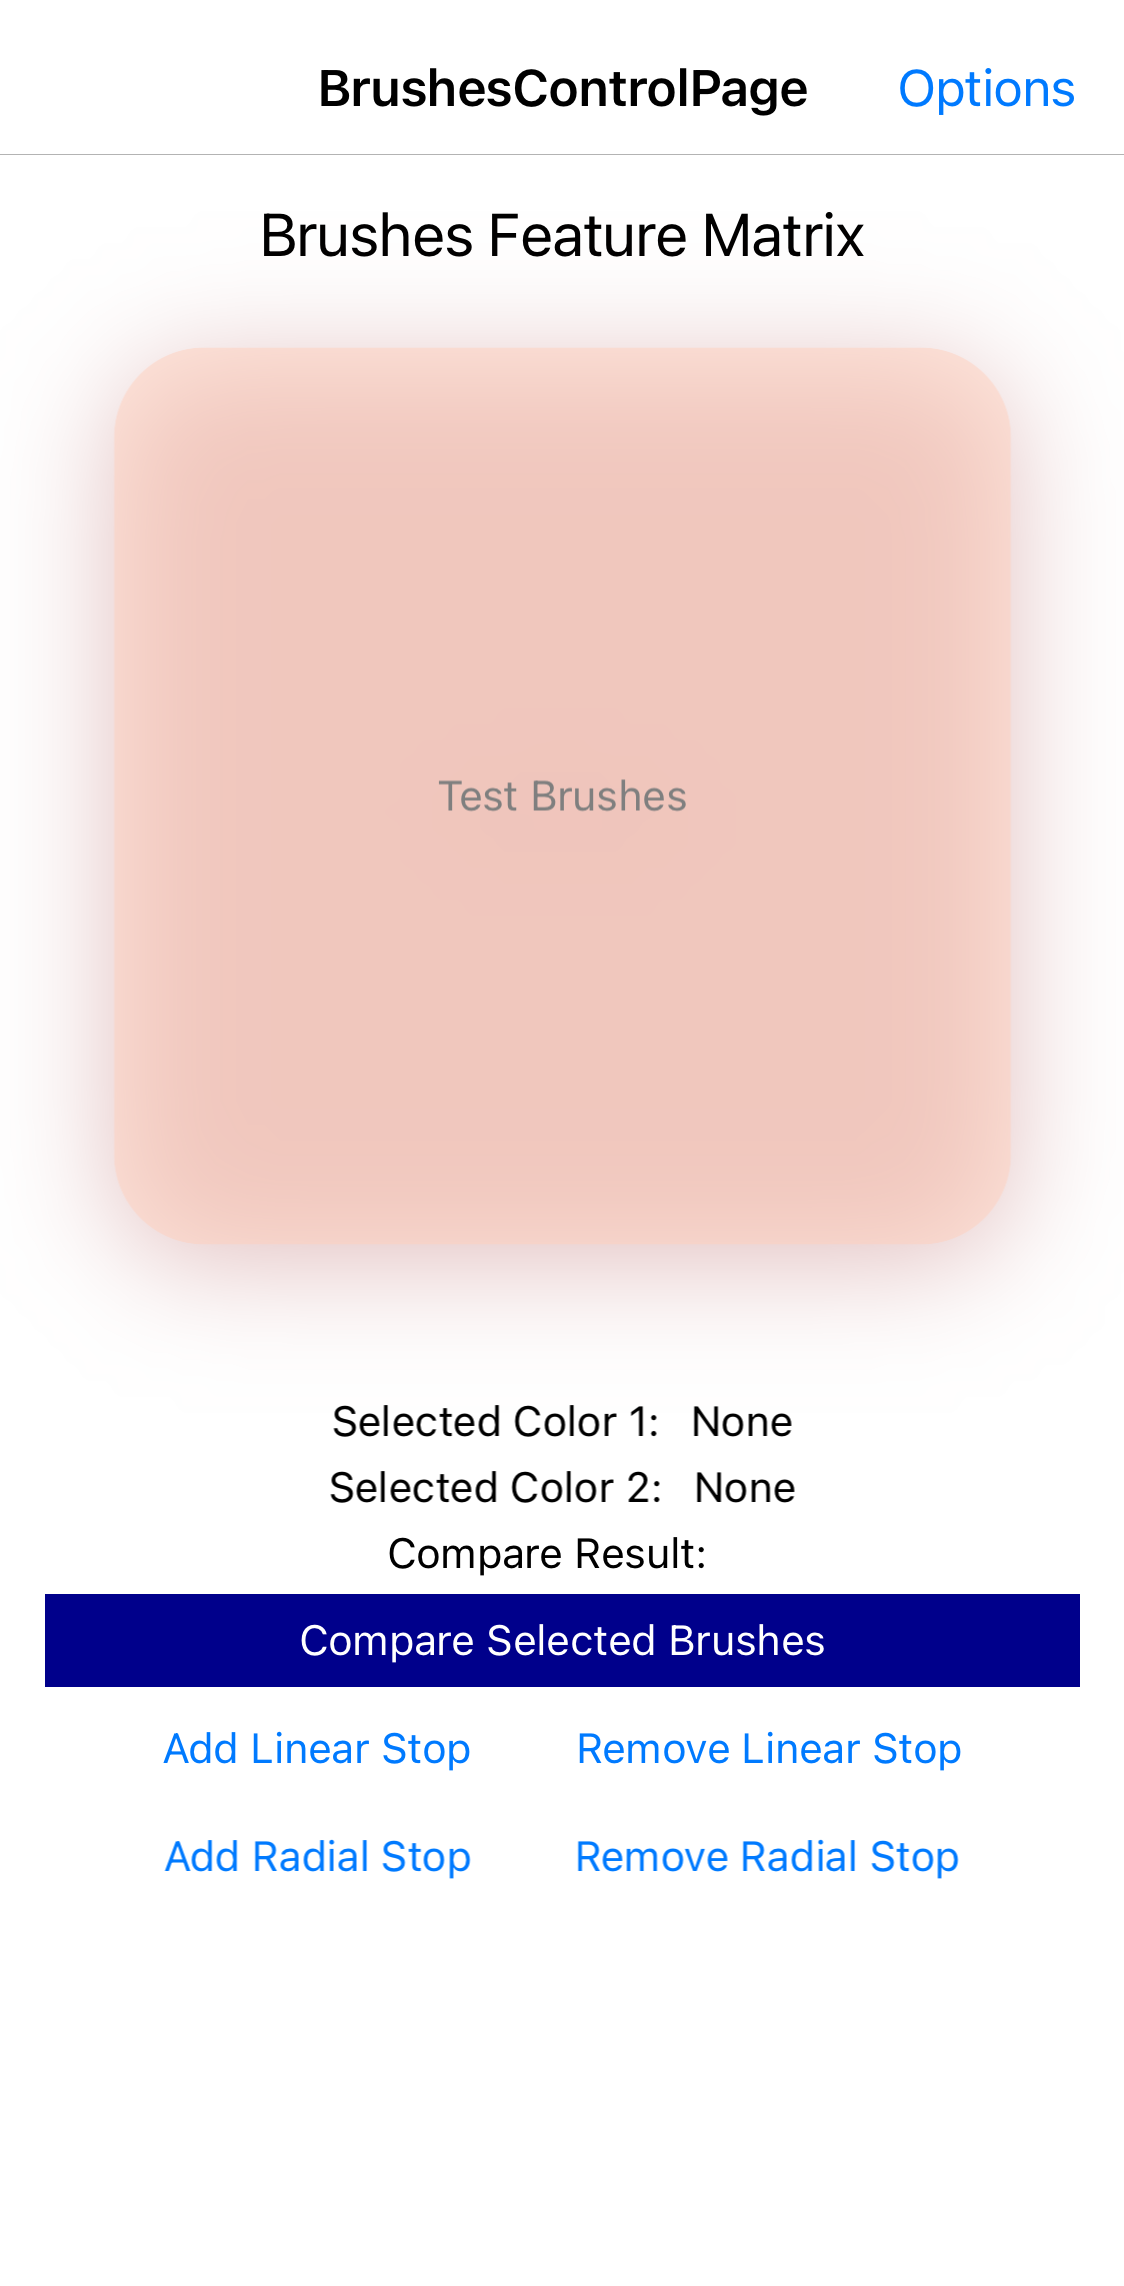 BrushesControlPage Options
Brushes Feature Matrix
Test Brushes
Selected Color 1: None
Selected Color 2: None
Compare Result:
Compare Selected Brushes
Add Linear Stop Remove Linear Stop
Add Radial Stop Remove Radial Stop